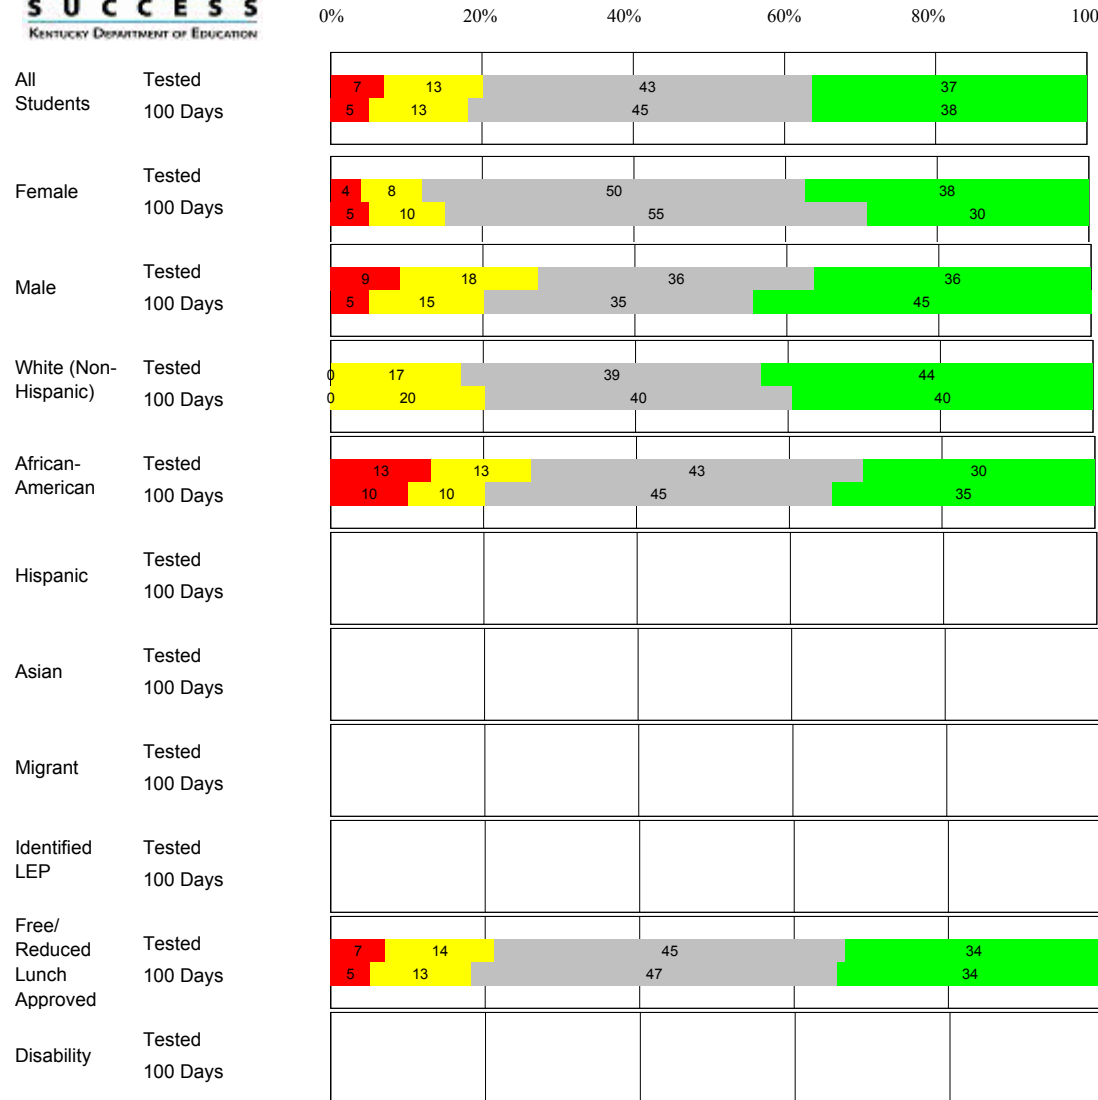 SUCCESS
KENTUCKY DEPARTMENT OF EDUCATION
0% 20% 40% 60% 80% 100
All Students Tested 7 13 43 37
100 Days 5 13 45 38
Female Tested 4 8 50 38
100 Days 5 10 55 30
Male Tested 9 18 36 36
100 Days 5 15 35 45
White (Non-
Hispanic) Tested 0 17 39 44
100 Days 0 20 40 40
African-
American Tested 13 13 43 30
100 Days 10 10 45 35
Hispanic Tested
100 Days
Asian Tested
100 Days
Migrant Tested
100 Days
Identified
LEP Tested
100 Days
Free/
Reduced
Lunch
Approved Tested 7 14 45 34
100 Days 5 13 47 34
Disability Tested
100 Days